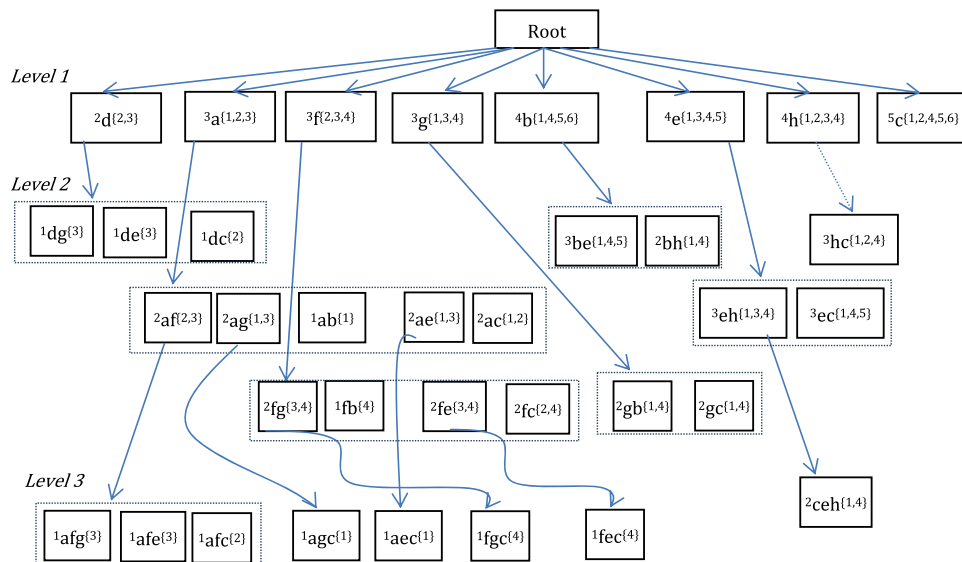 Root
Level 1
2d{2,3} 3a{1,2,3} 3f{2,3,4} 3g{1,3,4} 4b{1,4,5,6} 4e{1,3,4,5} 4h{1,2,3,4} 5c{1,2,4,5,6}
Level 2
1dg{3} 1de{3} 1dc{2} 3be{1,4,5} 2bh{1,4} 3hc{1,2,4}
2af{2,3} 2ag{1,3} 1ab{1} 2ae{1,3} 2ac{1,2} 3eh{1,3,4} 3ec{1,4,5}
2fg{3,4} 1fb{4} 2fe{3,4} 2fc{2,4} 2gb{1,4} 2gc{1,4}
Level 3
2ceh{1,4}
1afg{3} 1afe{3} 1afc{2} 1agc{1} 1aec{1} 1fgc{4} 1fec{4}